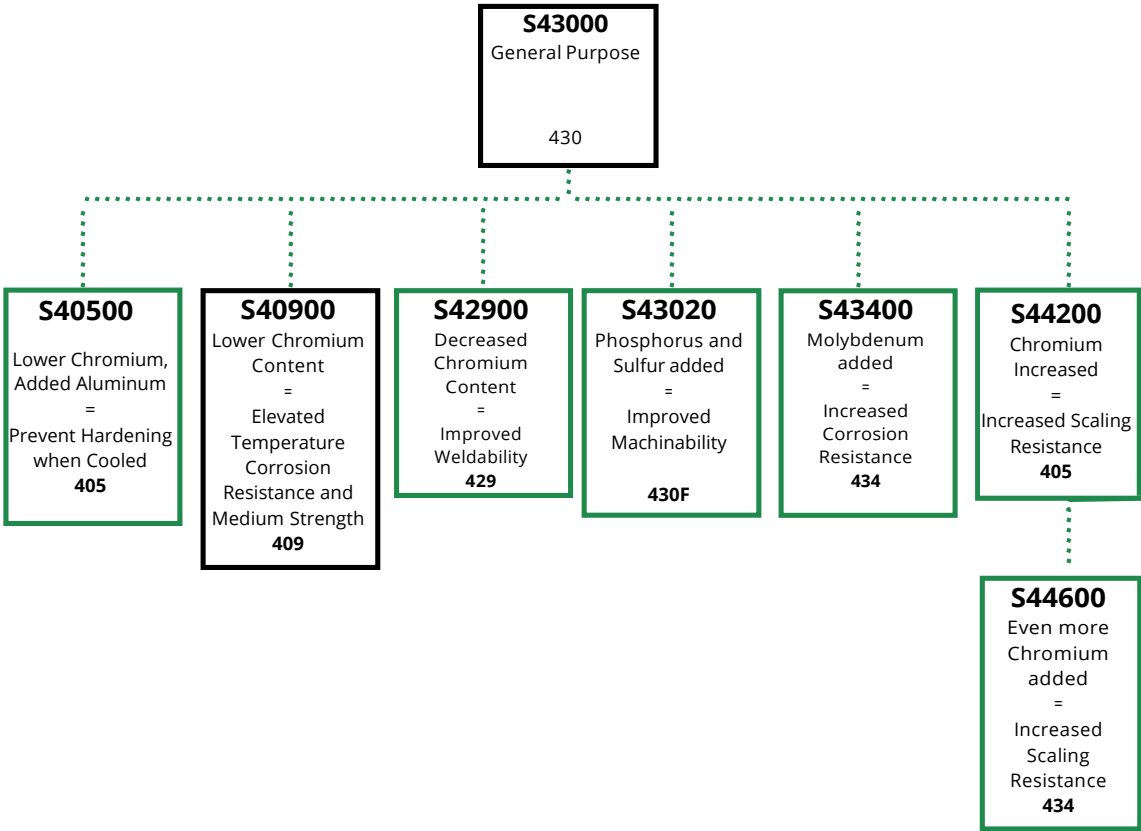 S43000
General Purpose
430
S40500
Lower Chromium,
Added Aluminum
=
Prevent Hardening
when Cooled
405
S40900
Lower Chromium
Content
=
Elevated
Temperature
Corrosion
Resistance and
Medium Strength
409
S42900
Decreased
Chromium
Content
=
Improved
Weldability
429
S43020
Phosphorus and
Sulfur added
=
Improved
Machinability
430F
S43400
Molybdenum
added
=
Increased
Corrosion
Resistance
434
S44200
Chromium
Increased
=
Increased Scaling
Resistance
405
S44600
Even more
Chromium
added
=
Increased
Scaling
Resistance
434